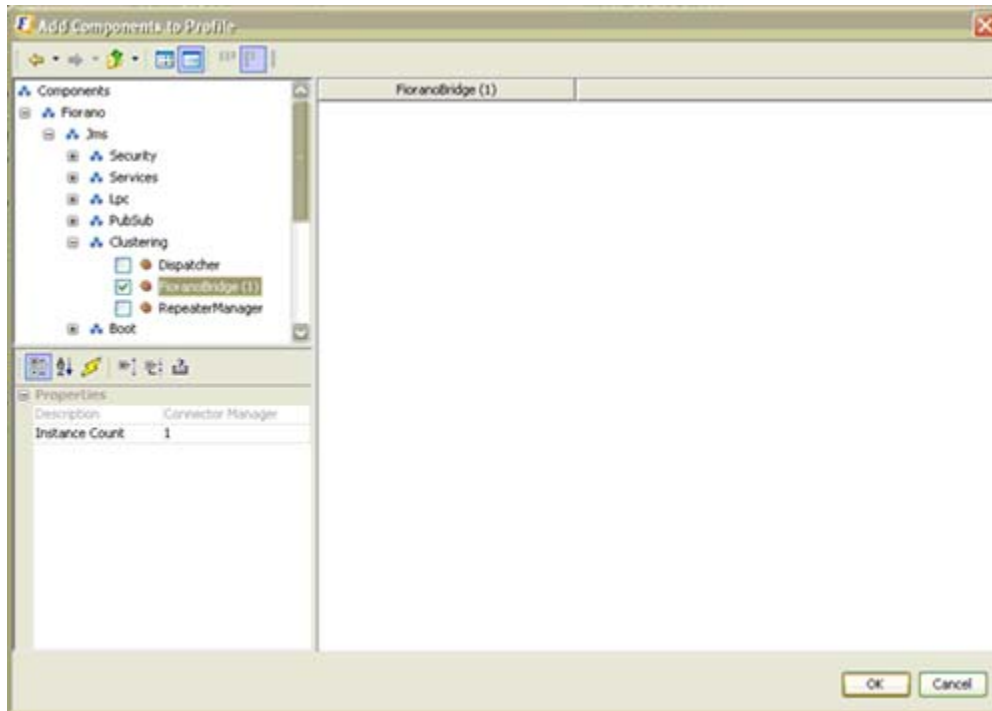 Add Components to Profile
Components
FioranoBridge (1)
Fiorano
Jms
Security
Services
Lpc
PubSub
Clustering
Dispatcher
FioranoBridge (1)
RepeaterManager
Boot
Properties
Description Connector Manager
Instance Count 1
OK Cancel